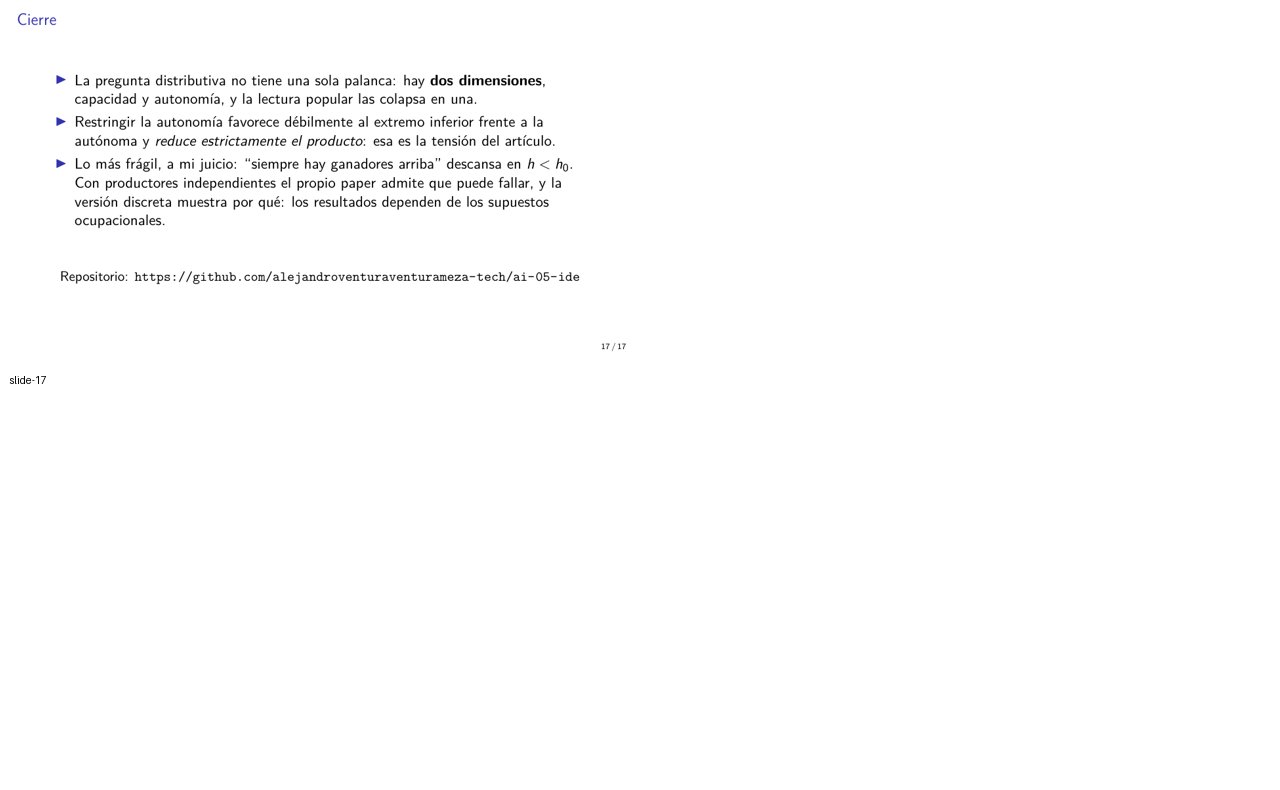 Cierre
▶ La pregunta distributiva no tiene una sola palanca: hay dos dimensiones,
capacidad y autonomía, y la lectura popular las colapsa en una.
▶ Restringir la autonomía favorece débilmente al extremo inferior frente a la
autónoma y reduce estrictamente el producto: esa es la tensión del artículo.
▶ Lo más frágil, a mi juicio: “siempre hay ganadores arriba” descansa en h < h₀.
Con productores independientes el propio paper admite que puede fallar, y la
versión discreta muestra por qué: los resultados dependen de los supuestos
ocupacionales.
Repositorio: https://github.com/alejandroventuraventurameza-tech/ai-05-ide
17 / 17
slide-17